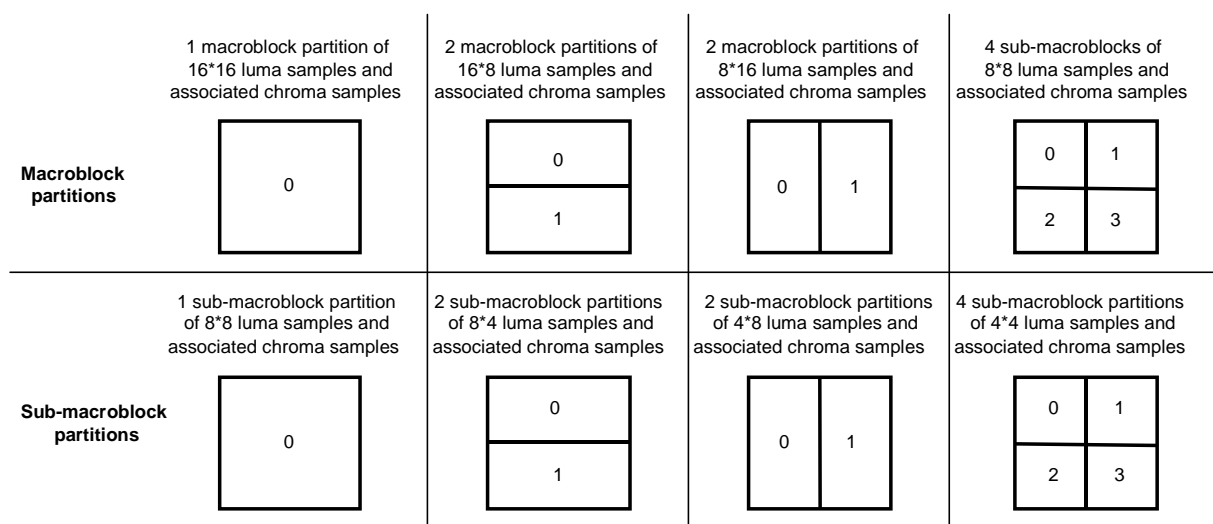 1 macroblock partition of
16*16 luma samples and
associated chroma samples
2 macroblock partitions of
16*8 luma samples and
associated chroma samples
2 macroblock partitions of
8*16 luma samples and
associated chroma samples
4 sub-macroblocks of
8*8 luma samples and
associated chroma samples
Macroblock
partitions
0
0
1
0 1
0 1
2 3
1 sub-macroblock partition
of 8*8 luma samples and
associated chroma samples
2 sub-macroblock partitions
of 8*4 luma samples and
associated chroma samples
2 sub-macroblock partitions
of 4*8 luma samples and
associated chroma samples
4 sub-macroblock partitions
of 4*4 luma samples and
associated chroma samples
Sub-macroblock
partitions
0
0
1
0 1
0 1
2 3